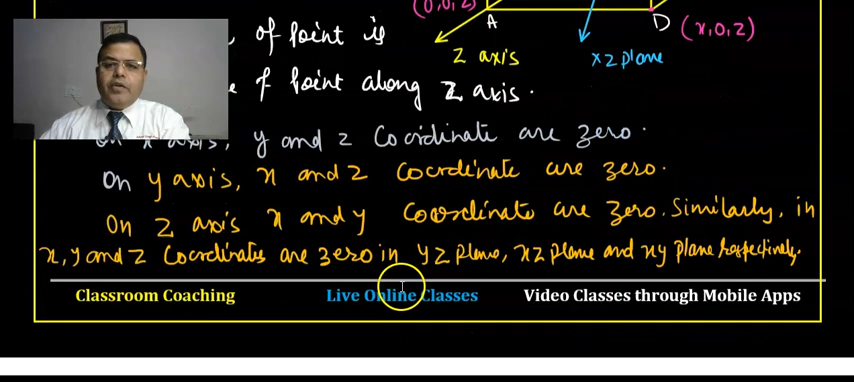 (0,0,z)
A
D (x,0,z)
of point is
z axis
xz plane
of point along z axis.
On x axis, y and z Coordinate are zero.
On y axis, x and z coordinate are zero.
On z axis x and y coordinate are zero. Similarly, in
x, y and z coordinates are zero in yz plane, xz plane and xy plane respectively.
Classroom Coaching
Live Online Classes
Video Classes through Mobile Apps